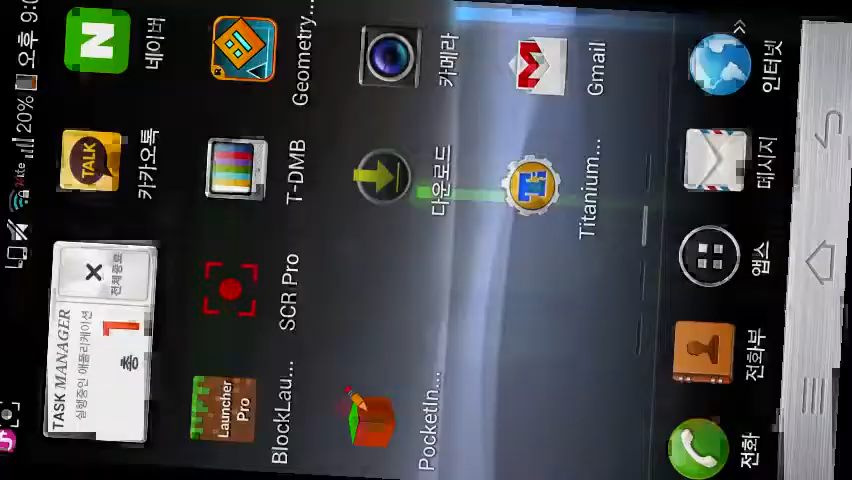 20% 오후 9:0
TASK MANAGER
실행중인 애플리케이션
총 1
전체종료
TALK
N
카카오톡
네이버
Launcher
Pro
BlockLau...
SCR Pro
T-DMB
Geometry...
PocketIn...
다운로드
카메라
Titanium...
Gmail
전화
전화부
앱스
메시지
인터넷